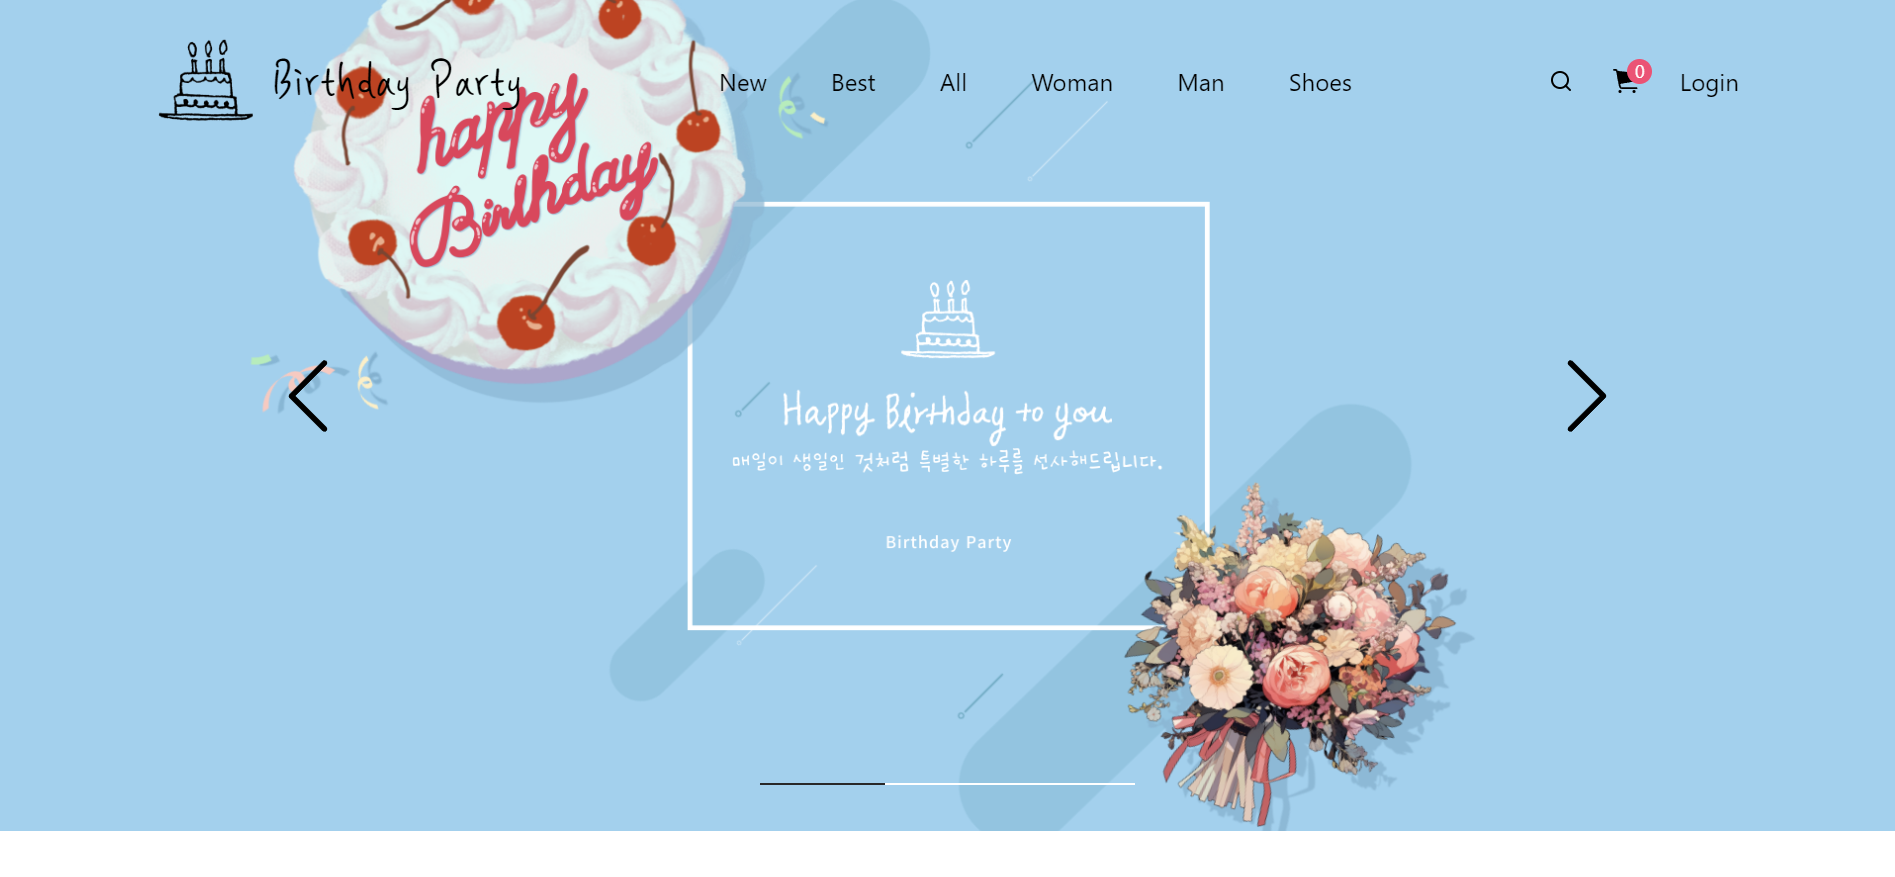 Birthday Party
New
Best
All
Woman
Man
Shoes
0
Login
happy
Birthday
Happy Birthday to you
매일이 생일인 것처럼 특별한 하루를 선사해드립니다.
Birthday Party